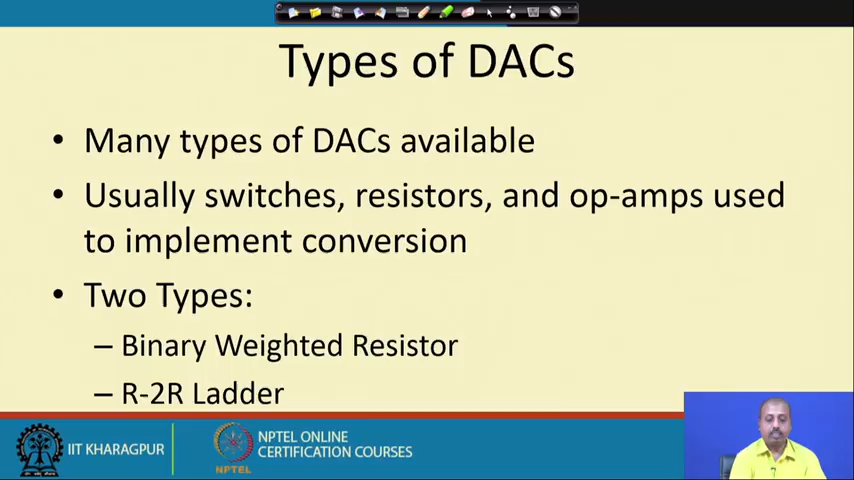 Types of DACs
• Many types of DACs available
• Usually switches, resistors, and op-amps used
to implement conversion
• Two Types:
– Binary Weighted Resistor
– R-2R Ladder
IIT KHARAGPUR
NPTEL
NPTEL ONLINE
CERTIFICATION COURSES